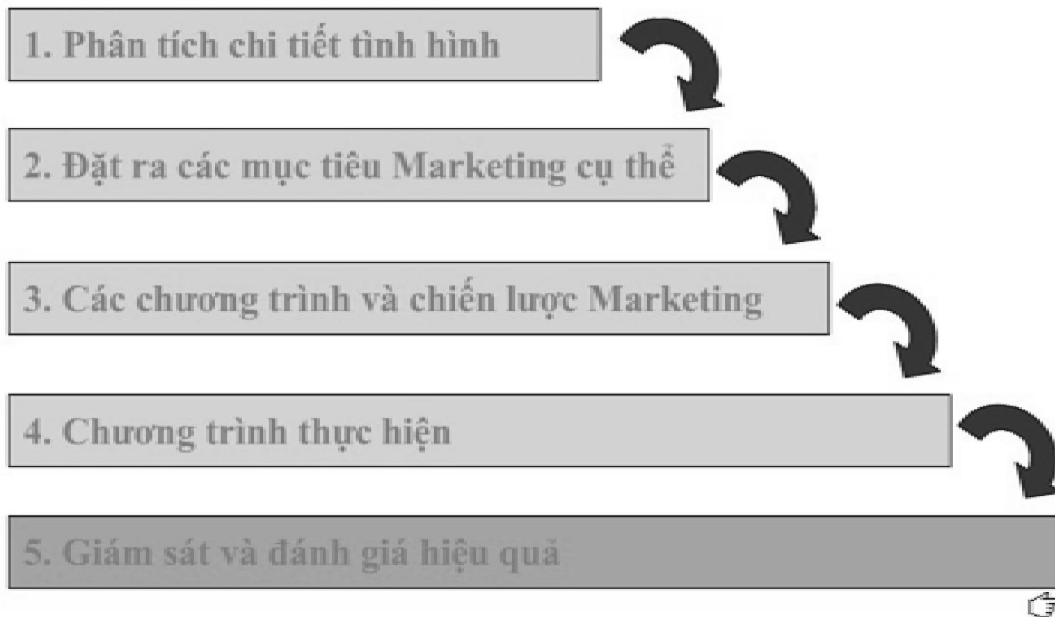 1. Phân tích chi tiết tình hình
2. Đặt ra các mục tiêu Marketing cụ thể
3. Các chương trình và chiến lược Marketing
4. Chương trình thực hiện
5. Giám sát và đánh giá hiệu quả